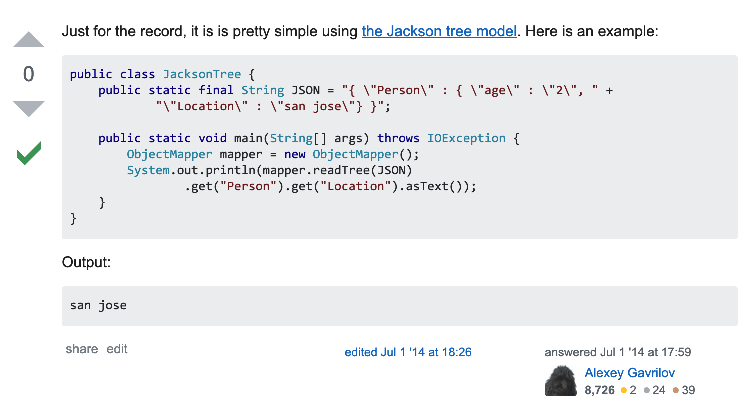 Just for the record, it is is pretty simple using the Jackson tree model. Here is an example:
0
public class JacksonTree {
    public static final String JSON = "{ \"Person\" : { \"age\" : \"2\", " +
            "\"Location\" : \"san jose\"} }";

    public static void main(String[] args) throws IOException {
        ObjectMapper mapper = new ObjectMapper();
        System.out.println(mapper.readTree(JSON)
                .get("Person").get("Location").asText());
    }
}
Output:
san jose
share edit
edited Jul 1 '14 at 18:26
answered Jul 1 '14 at 17:59
Alexey Gavrilov
8,726 ●2 ●24 ●39